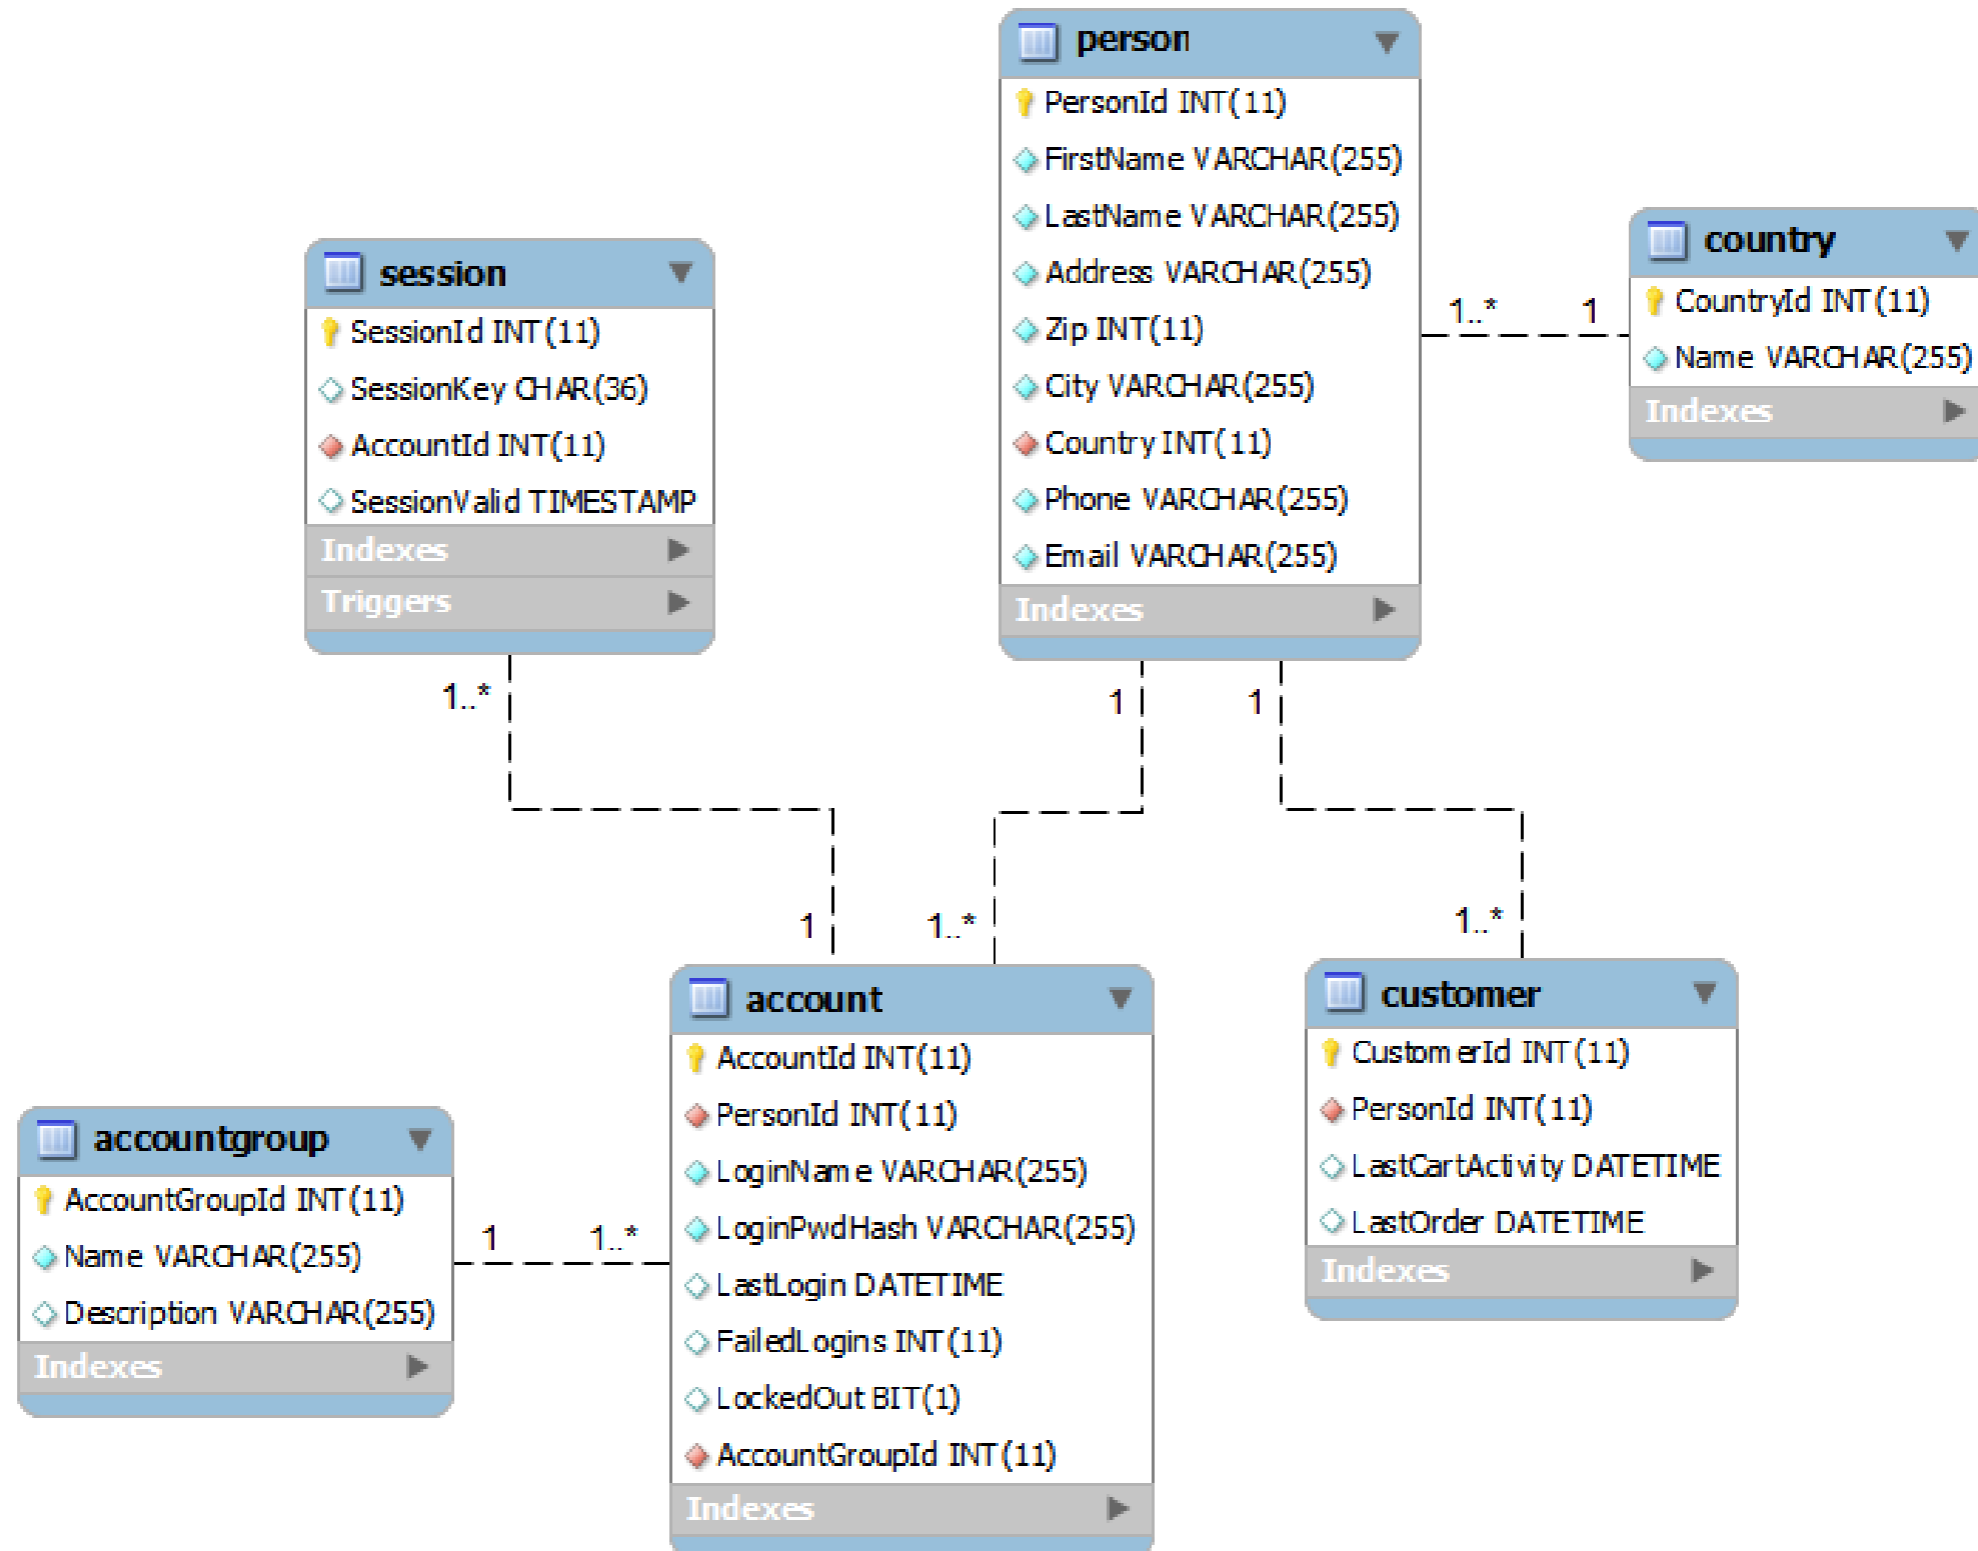 person
PersonId INT(11)
FirstName VARCHAR(255)
LastName VARCHAR(255)
Address VARCHAR(255)
Zip INT(11)
City VARCHAR(255)
Country INT(11)
Phone VARCHAR(255)
Email VARCHAR(255)
Indexes
country
CountryId INT(11)
Name VARCHAR(255)
Indexes
1..*
1
session
SessionId INT(11)
SessionKey CHAR(36)
AccountId INT(11)
SessionValid TIMESTAMP
Indexes
Triggers
1..*
1
1
1
1..*
1..*
account
AccountId INT(11)
PersonId INT(11)
LoginName VARCHAR(255)
LoginPwdHash VARCHAR(255)
LastLogin DATETIME
FailedLogins INT(11)
LockedOut BIT(1)
AccountGroupId INT(11)
Indexes
customer
CustomerId INT(11)
PersonId INT(11)
LastCartActivity DATETIME
LastOrder DATETIME
Indexes
accountgroup
AccountGroupId INT(11)
Name VARCHAR(255)
Description VARCHAR(255)
Indexes
1
1..*